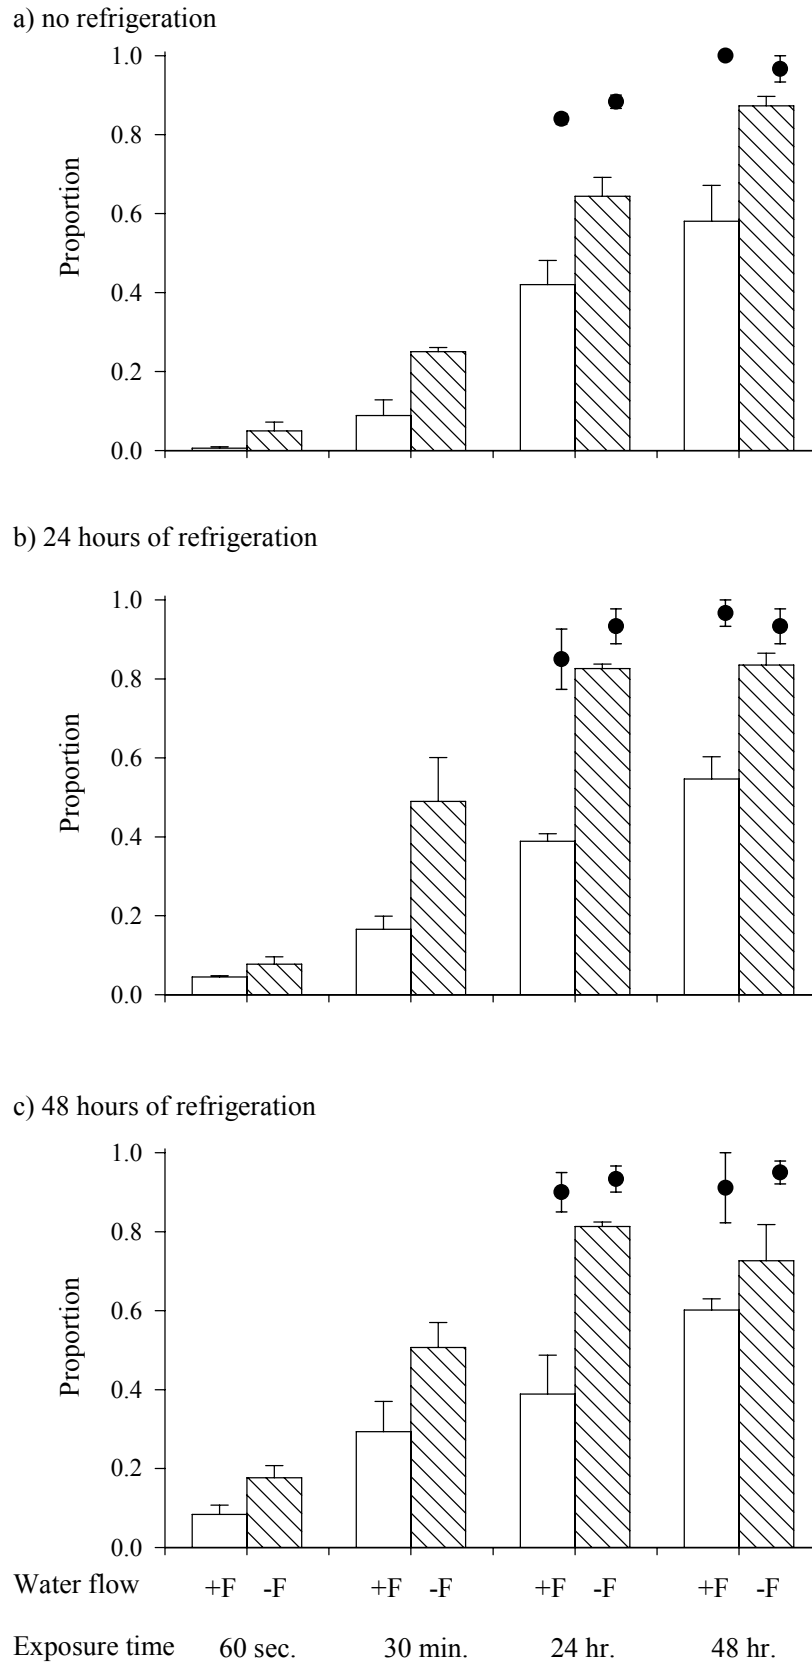 a) no refrigeration
1.0
0.8
0.6
0.4
0.2
0.0
Proportion
b) 24 hours of refrigeration
1.0
0.8
0.6
0.4
0.2
0.0
Proportion
c) 48 hours of refrigeration
1.0
0.8
0.6
0.4
0.2
0.0
Proportion
Water flow +F -F +F -F +F -F +F -F
Exposure time 60 sec. 30 min. 24 hr. 48 hr.